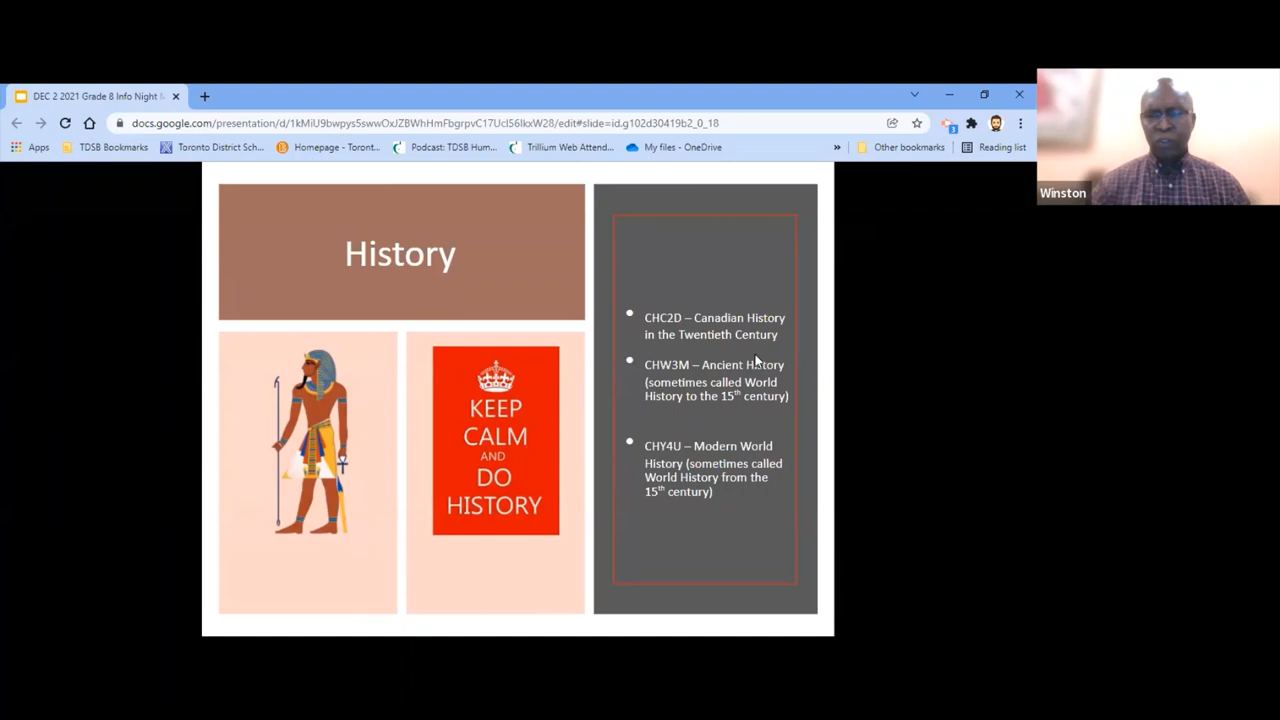 DEC 2 2021 Grade 8 Info Night
docs.google.com/presentation/d/1kMiU9bwpys5swwOxJZBWhHmFbgrpvC17UcI56IkxW28/edit#slide=id.g102d30419b2_0_18
Apps TDSB Bookmarks Toronto District Sch... Homepage - Toront... Podcast: TDSB Hum... Trillium Web Attend... My files - OneDrive » Other bookmarks Reading list
3
Winston
History
KEEP
CALM
AND
DO
HISTORY
• CHC2D – Canadian History
in the Twentieth Century
• CHW3M – Ancient History
(sometimes called World
History to the 15th century)
• CHY4U – Modern World
History (sometimes called
World History from the
15th century)